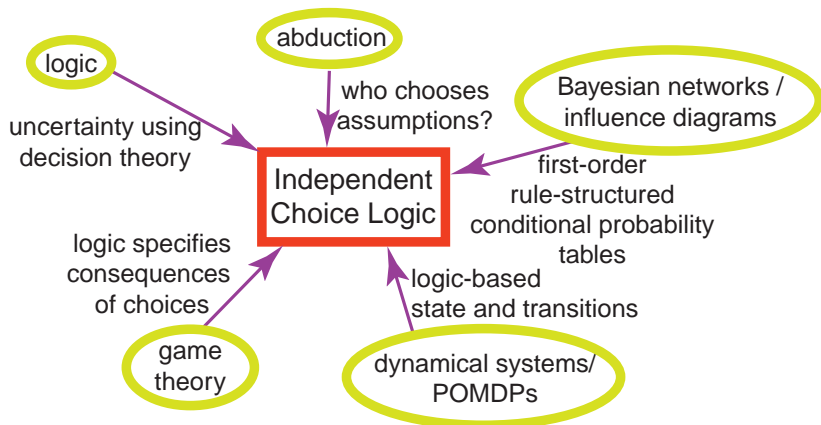 logic
abduction
Bayesian networks /
influence diagrams
who chooses
assumptions?
uncertainty using
decision theory
Independent
Choice Logic
first-order
rule-structured
conditional probability
tables
logic specifies
consequences
of choices
logic-based
state and transitions
game
theory
dynamical systems/
POMDPs